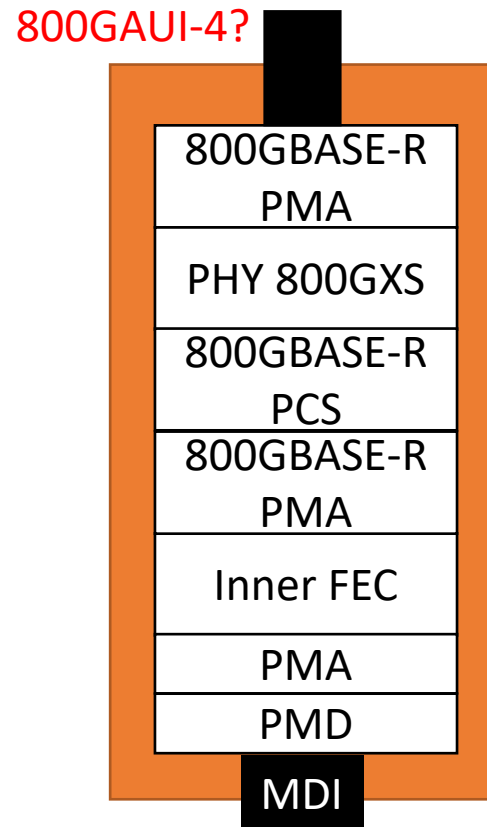 800GAUI-4?
800GBASE-R
PMA
PHY 800GXS
800GBASE-R
PCS
800GBASE-R
PMA
Inner FEC
PMA
PMD
MDI